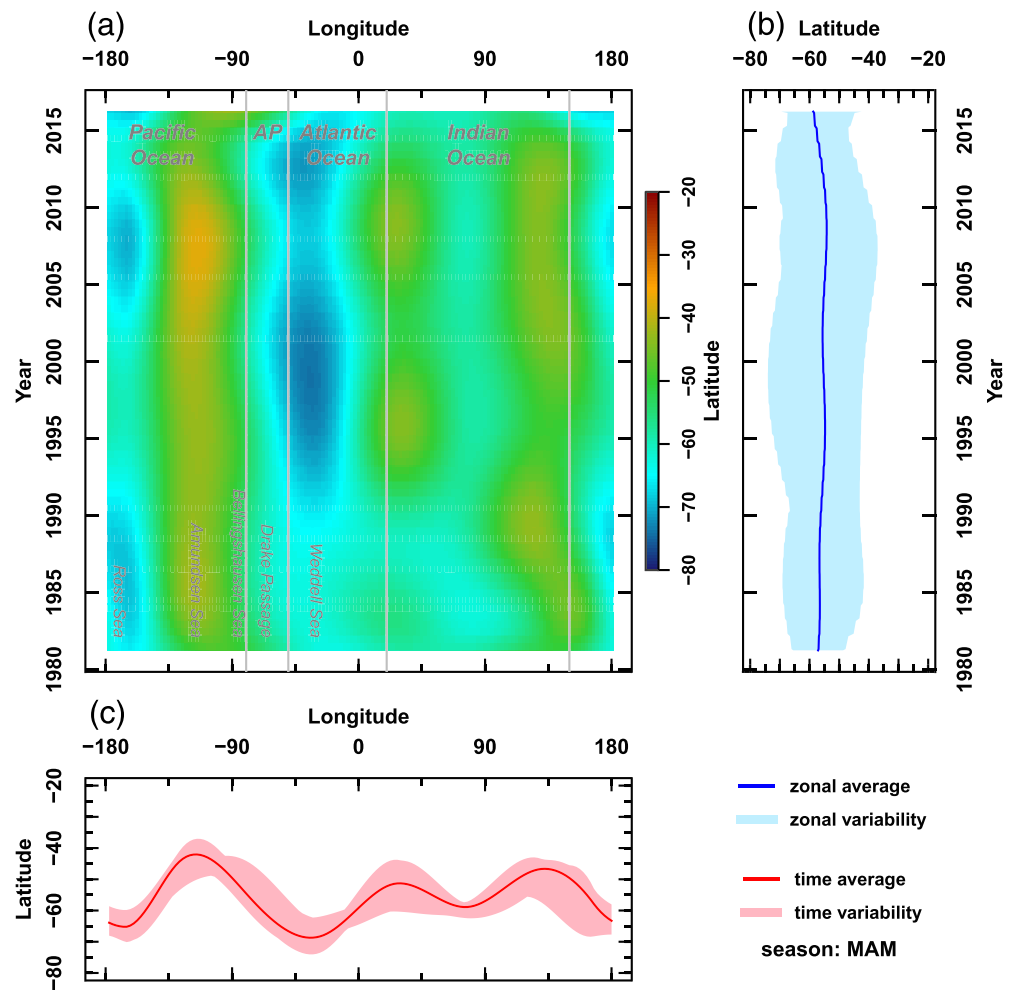 (a)
Longitude
−180 −90 0 90 180
(b)
Latitude
−80 −60 −40 −20
Pacific
Ocean
AP
Atlantic
Ocean
Indian
Ocean
Year
2015
2010
2005
2000
1995
1990
1985
1980
Ross Sea
Amundsen Sea
Bellingshausen Sea
Drake Passage
Weddell Sea
−20
−30
−40
−50
−60
−70
−80
Latitude
2015
2010
2005
2000
1995
1990
1985
1980
Year
(c)
Longitude
−180 −90 0 90 180
Latitude
−20
−40
−60
−80
zonal average
zonal variability
time average
time variability
season: MAM